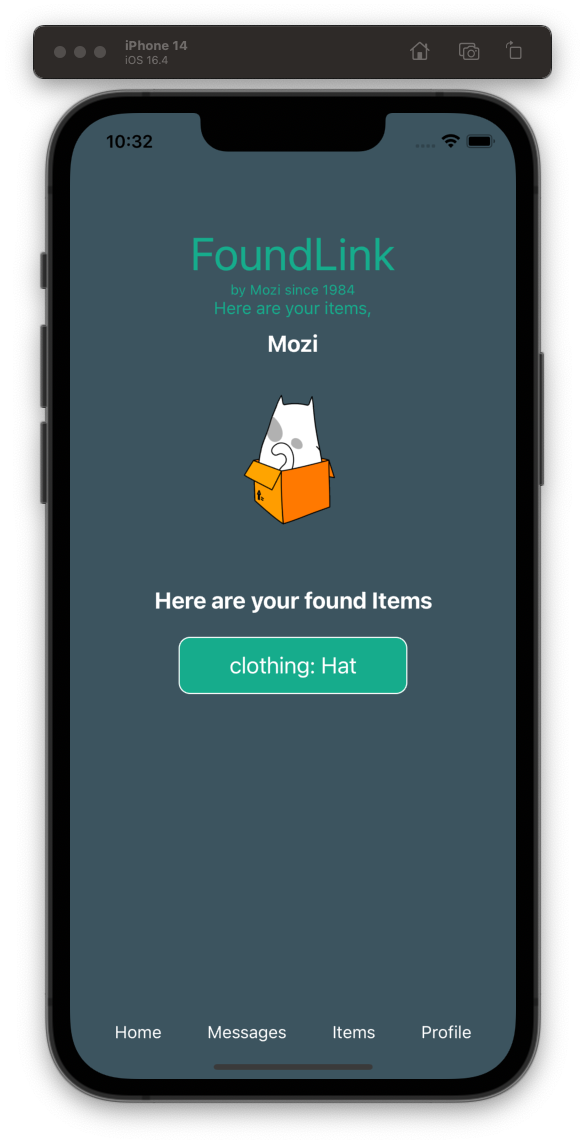 iPhone 14
iOS 16.4
10:32
FoundLink
by Mozi since 1984
Here are your items,
Mozi
Here are your found Items
clothing: Hat
Home Messages Items Profile